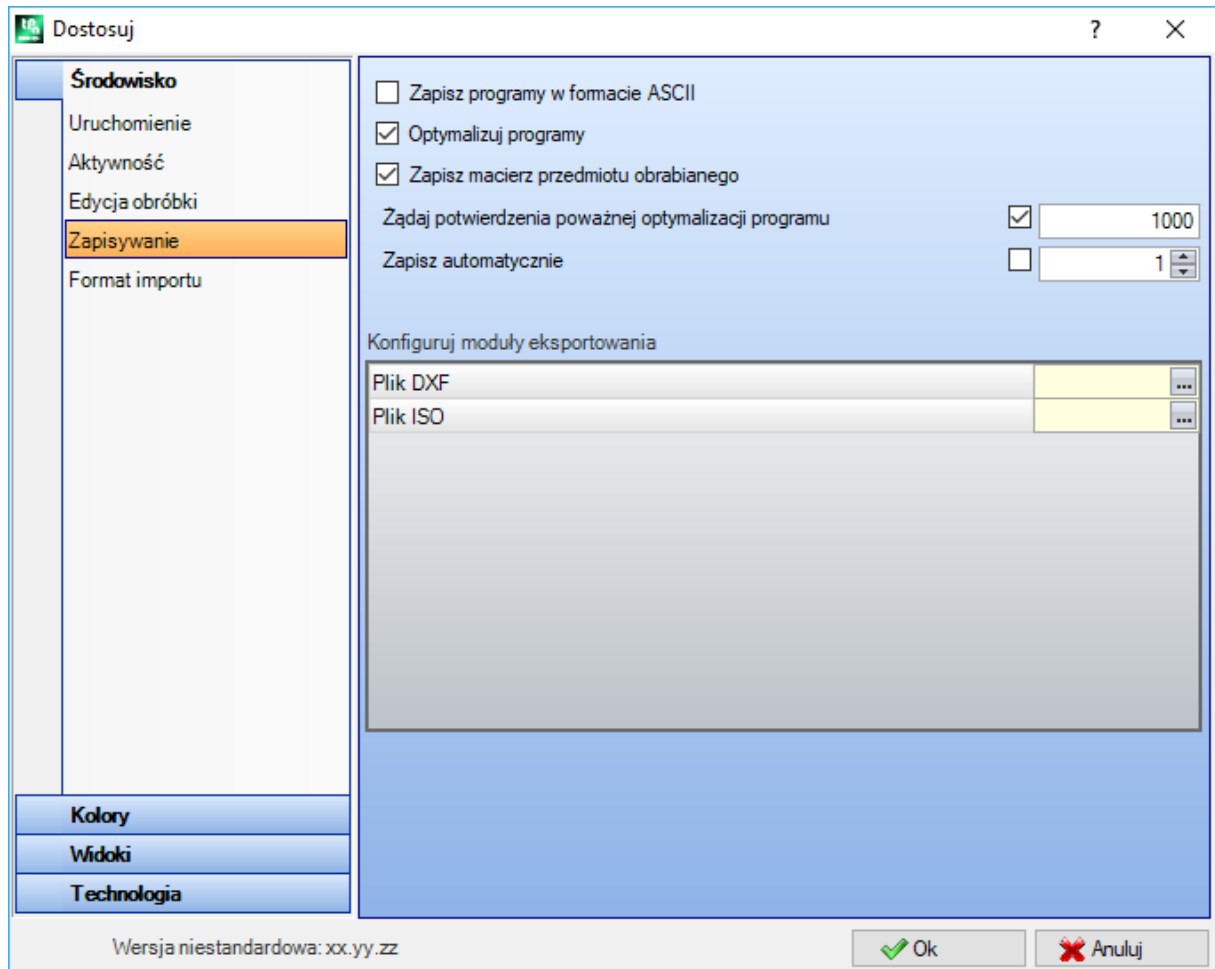 Dostosuj
?
Środowisko
Uruchomienie
Aktywność
Edycja obróbki
Zapisywanie
Format importu
Kolory
Widoki
Technologia
Zapisz programy w formacie ASCII
Optymalizuj programy
Zapisz macierz przedmiotu obrabianego
Żądaj potwierdzenia poważnej optymalizacji programu 1000
Zapisz automatycznie 1
Konfiguruj moduły eksportowania
Plik DXF ...
Plik ISO ...
Wersja niestandardowa: xx.yy.zz
Ok
Anuluj